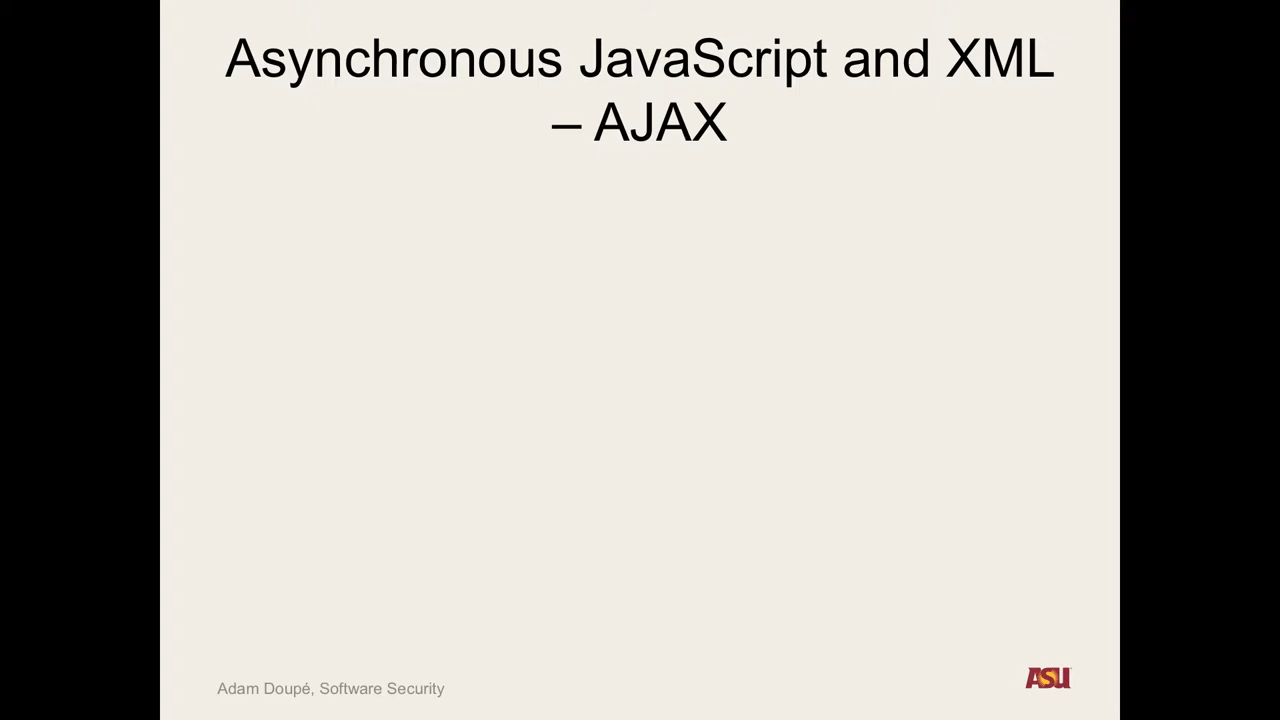 Asynchronous JavaScript and XML
– AJAX
Adam Doupé, Software Security
ASU